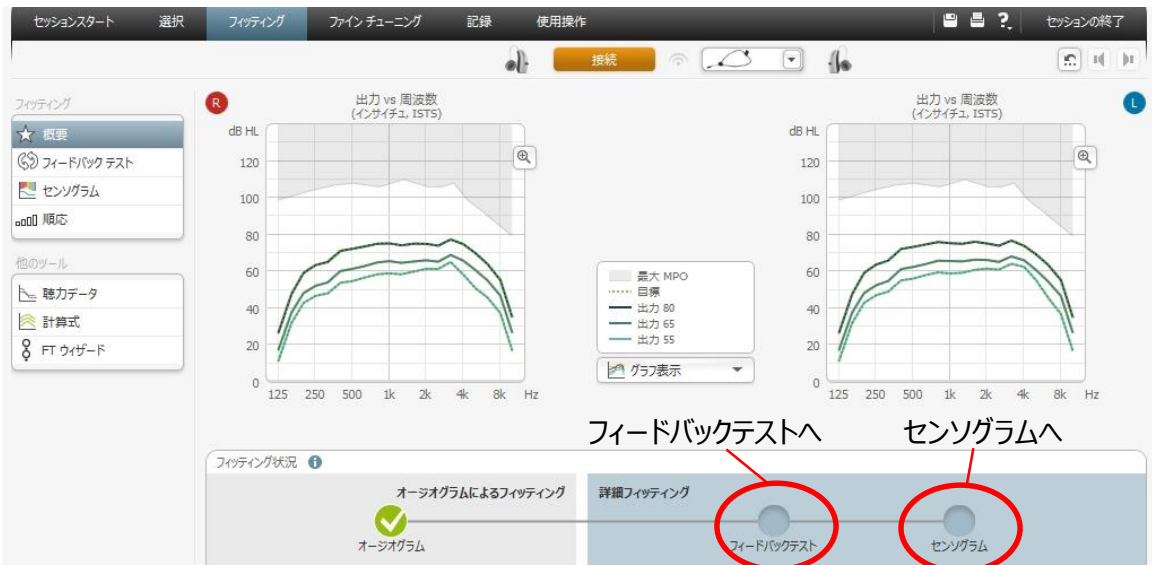 セッションスタート 選択 フィッティング ファイン チューニング 記録 使用操作 ? セッションの終了
接続
フィッティング
概要
フィードバック テスト
センソグラム
順応
他のツール
聴力データ
計算式
FT ウィザード
R
出力 vs 周波数
(インサイチュ, ISTS)
dB HL
120
100
80
60
40
20
0
125 250 500 1k 2k 4k 8k Hz
最大 MPO
目標
出力 80
出力 65
出力 55
グラフ表示
出力 vs 周波数
(インサイチュ, ISTS)
L
dB HL
120
100
80
60
40
20
0
125 250 500 1k 2k 4k 8k Hz
フィードバックテストへ センソグラムへ
フィッティング状況
オージオグラムによるフィッティング 詳細フィッティング
オージオグラム フィードバックテスト センソグラム